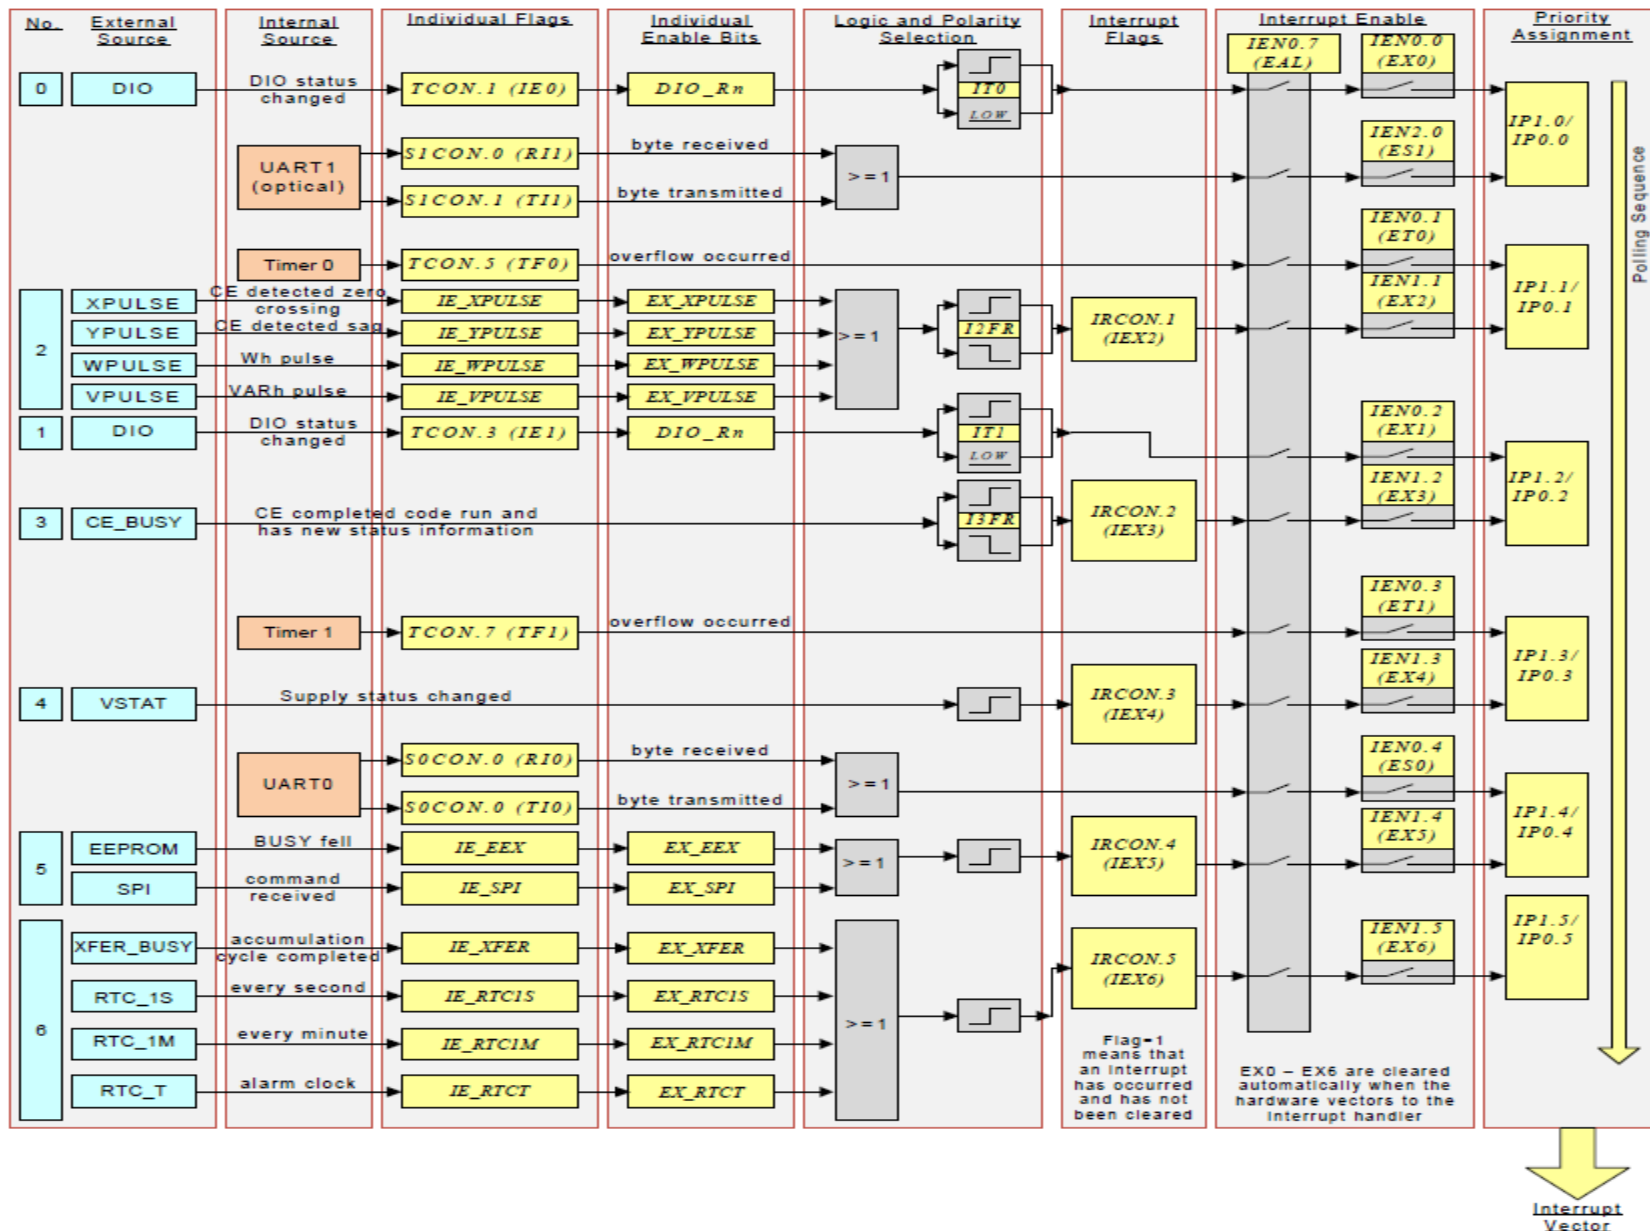 No.
External
Source
Internal
Source
Individual Flags
Individual
Enable Bits
Logic and Polarity
Selection
Interrupt
Flags
Interrupt Enable
Priority
Assignment
IEN0.7
(EAL)
IEN0.0
(EX0)
0
DIO
DIO status
changed
TCON.1 (IE0)
DIO_Rn
IT0
LOW
IP1.0/
IP0.0
UART1
(optical)
S1CON.0 (RI1)
byte received
S1CON.1 (TI1)
byte transmitted
>=1
IEN2.0
(ES1)
Timer 0
TCON.5 (TF0)
overflow occurred
IEN0.1
(ET0)
IP1.1/
IP0.1
2
XPULSE
CE detected zero
crossing
IE_XPULSE
EX_XPULSE
YPULSE
CE detected sag
IE_YPULSE
EX_YPULSE
WPULSE
Wh pulse
IE_WPULSE
EX_WPULSE
VPULSE
VARh pulse
IE_VPULSE
EX_VPULSE
>=1
I2FR
IRCON.1
(IEX2)
IEN1.1
(EX2)
1
DIO
DIO status
changed
TCON.3 (IE1)
DIO_Rn
IT1
LOW
IEN0.2
(EX1)
IP1.2/
IP0.2
3
CE_BUSY
CE completed code run and
has new status information
I3FR
IRCON.2
(IEX3)
IEN1.2
(EX3)
Timer 1
TCON.7 (TF1)
overflow occurred
IEN0.3
(ET1)
IP1.3/
IP0.3
4
VSTAT
Supply status changed
IRCON.3
(IEX4)
IEN1.3
(EX4)
UART0
S0CON.0 (RI0)
byte received
S0CON.0 (TI0)
byte transmitted
>=1
IEN0.4
(ES0)
IP1.4/
IP0.4
5
EEPROM
BUSY fell
IE_EEX
EX_EEX
SPI
command
received
IE_SPI
EX_SPI
>=1
IRCON.4
(IEX5)
IEN1.4
(EX5)
6
XFER_BUSY
accumulation
cycle completed
IE_XFER
EX_XFER
RTC_1S
every second
IE_RTC1S
EX_RTC1S
RTC_1M
every minute
IE_RTC1M
EX_RTC1M
RTC_T
alarm clock
IE_RTCT
EX_RTCT
>=1
IRCON.5
(IEX6)
IEN1.5
(EX6)
IP1.5/
IP0.5
Flag=1
means that
an interrupt
has occurred
and has not
been cleared
EX0 – EX6 are cleared
automatically when the
hardware vectors to the
interrupt handler
Polling Sequence
Interrupt
Vector